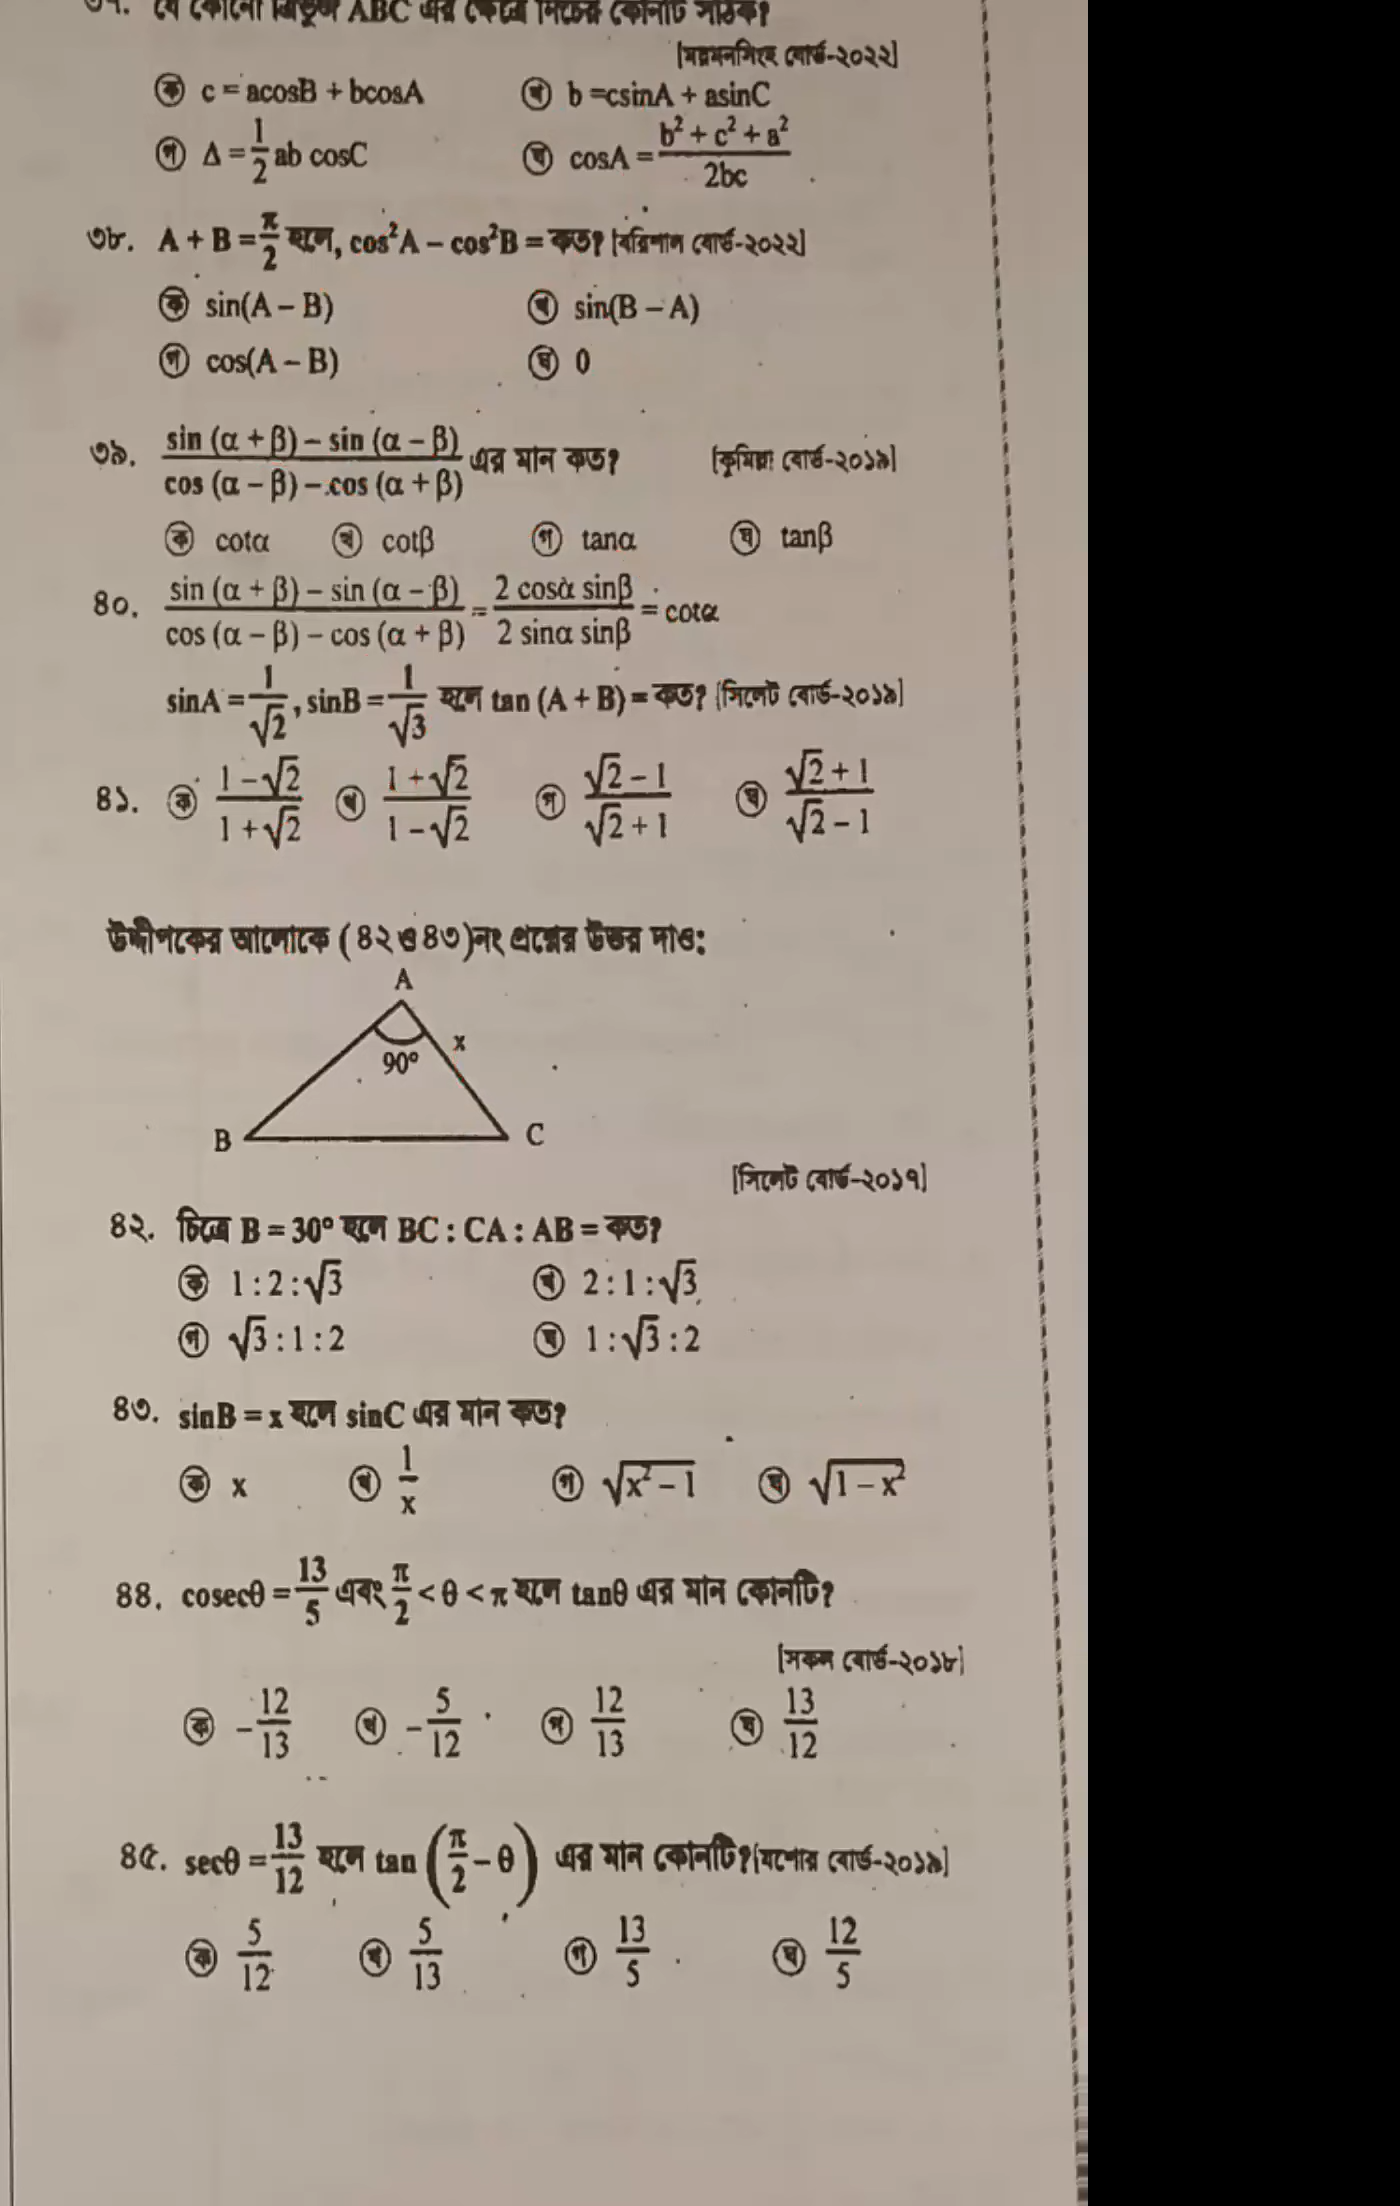 ৩৭. যে কোনো ত্রিভুজ ABC এর ক্ষেত্রে নিচের কোনটি সঠিক?
[ময়মনসিংহ বোর্ড-২০২২]
ⓚ c = acosB + bcosA ⓚ b =csinA + asinC
ⓖ Δ = 1/2 ab cosC ⓖ cosA = (b² + c² + a²)/2bc
৩৮. A + B = π/2 হলে, cos²A – cos²B = কত? [বরিশাল বোর্ড-২০২২]
(ক) sin(A – B) (খ) sin(B – A)
(গ) cos(A – B) (ঘ) 0
৩৯. (sin (α + β) – sin (α – β))/(cos (α – β) – cos (α + β)) এর মান কত? [কুমিল্লা বোর্ড-২০১৯]
(ক) cotα (খ) cotβ (গ) tanα (ঘ) tanβ
৪০. (sin (α + β) – sin (α – β))/(cos (α – β) – cos (α + β)) = (2 cosα sinβ)/(2 sinα sinβ) = cotα
sinA = 1/√2, sinB = 1/√3 হলে tan (A + B) = কত? [সিলেট বোর্ড-২০১৯]
৪১. (ক) (1 – √2)/(1 + √2) (খ) (1 + √2)/(1 – √2) (গ) (√2 – 1)/(√2 + 1) (ঘ) (√2 + 1)/(√2 – 1)
উদ্দীপকের আলোকে (৪২ ও ৪৩)নং প্রশ্নের উত্তর দাও:
A
x
90°
B C
[সিলেট বোর্ড-২০১৭]
৪২. চিত্রে B = 30° হলে BC : CA : AB = কত?
(ক) 1 : 2 : √3 (খ) 2 : 1 : √3
(গ) √3 : 1 : 2 (ঘ) 1 : √3 : 2
৪৩. sinB = x হলে sinC এর মান কত?
(ক) x (খ) 1/x (গ) √(x² – 1) (ঘ) √(1 – x²)
৪৪. cosecθ = 13/5 এবং π/2 < θ < π হলে tanθ এর মান কোনটি?
[সকল বোর্ড-২০১৮]
(ক) –12/13 (খ) –5/12 (গ) 12/13 (ঘ) 13/12
৪৫. secθ = 13/12 হলে tan (π/2 – θ) এর মান কোনটি? [যশোর বোর্ড-২০১৯]
(ক) 5/12 (খ) 5/13 (গ) 13/5 (ঘ) 12/5